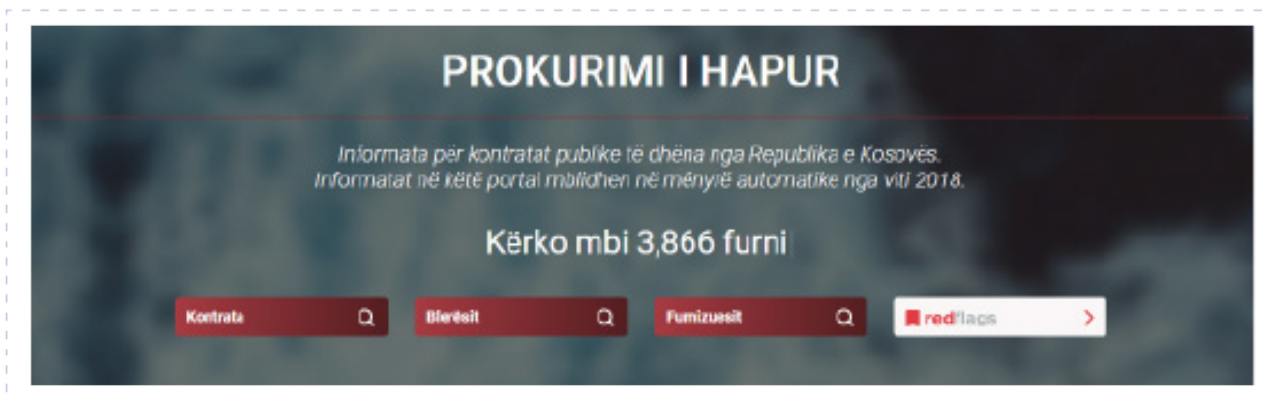 PROKURIMI I HAPUR
Informata për kontratat publike të dhëna nga Republika e Kosovës.
Informatat në këtë portal mblidhen në mënyrë automatike nga viti 2018.
Kërko mbi 3,866 furni
Kontrata
Blerësit
Furnizuesit
redflags